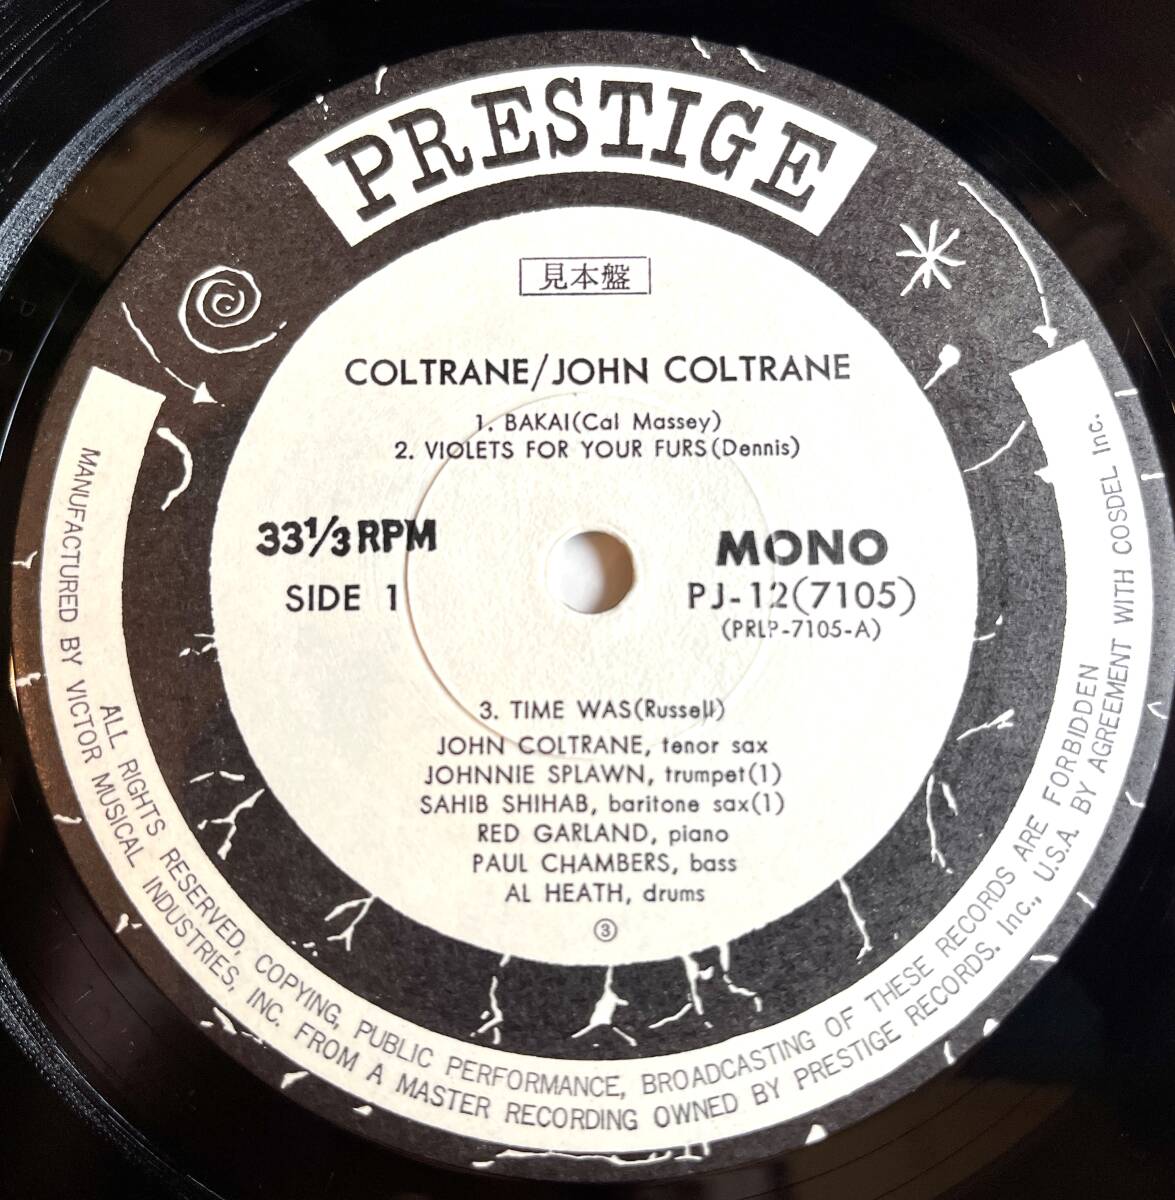 PRESTIGE
見本盤
COLTRANE/JOHN COLTRANE
1. BAKAI(Cal Massey)
2. VIOLETS FOR YOUR FURS(Dennis)
33 1/3 RPM
SIDE 1
MONO
PJ-12(7105)
(PRLP-7105-A)
3. TIME WAS(Russell)
JOHN COLTRANE, tenor sax
JOHNNIE SPLAWN, trumpet(1)
SAHIB SHIHAB, baritone sax(1)
RED GARLAND, piano
PAUL CHAMBERS, bass
AL HEATH, drums
③
ALL RIGHTS RESERVED, COPYING, PUBLIC PERFORMANCE, BROADCASTING OF THESE RECORDS ARE FORBIDDEN
MANUFACTURED BY VICTOR MUSICAL INDUSTRIES, INC. FROM A MASTER RECORDING OWNED BY PRESTIGE RECORDS. Inc., U.S.A. BY AGREEMENT WITH COSDEL Inc.